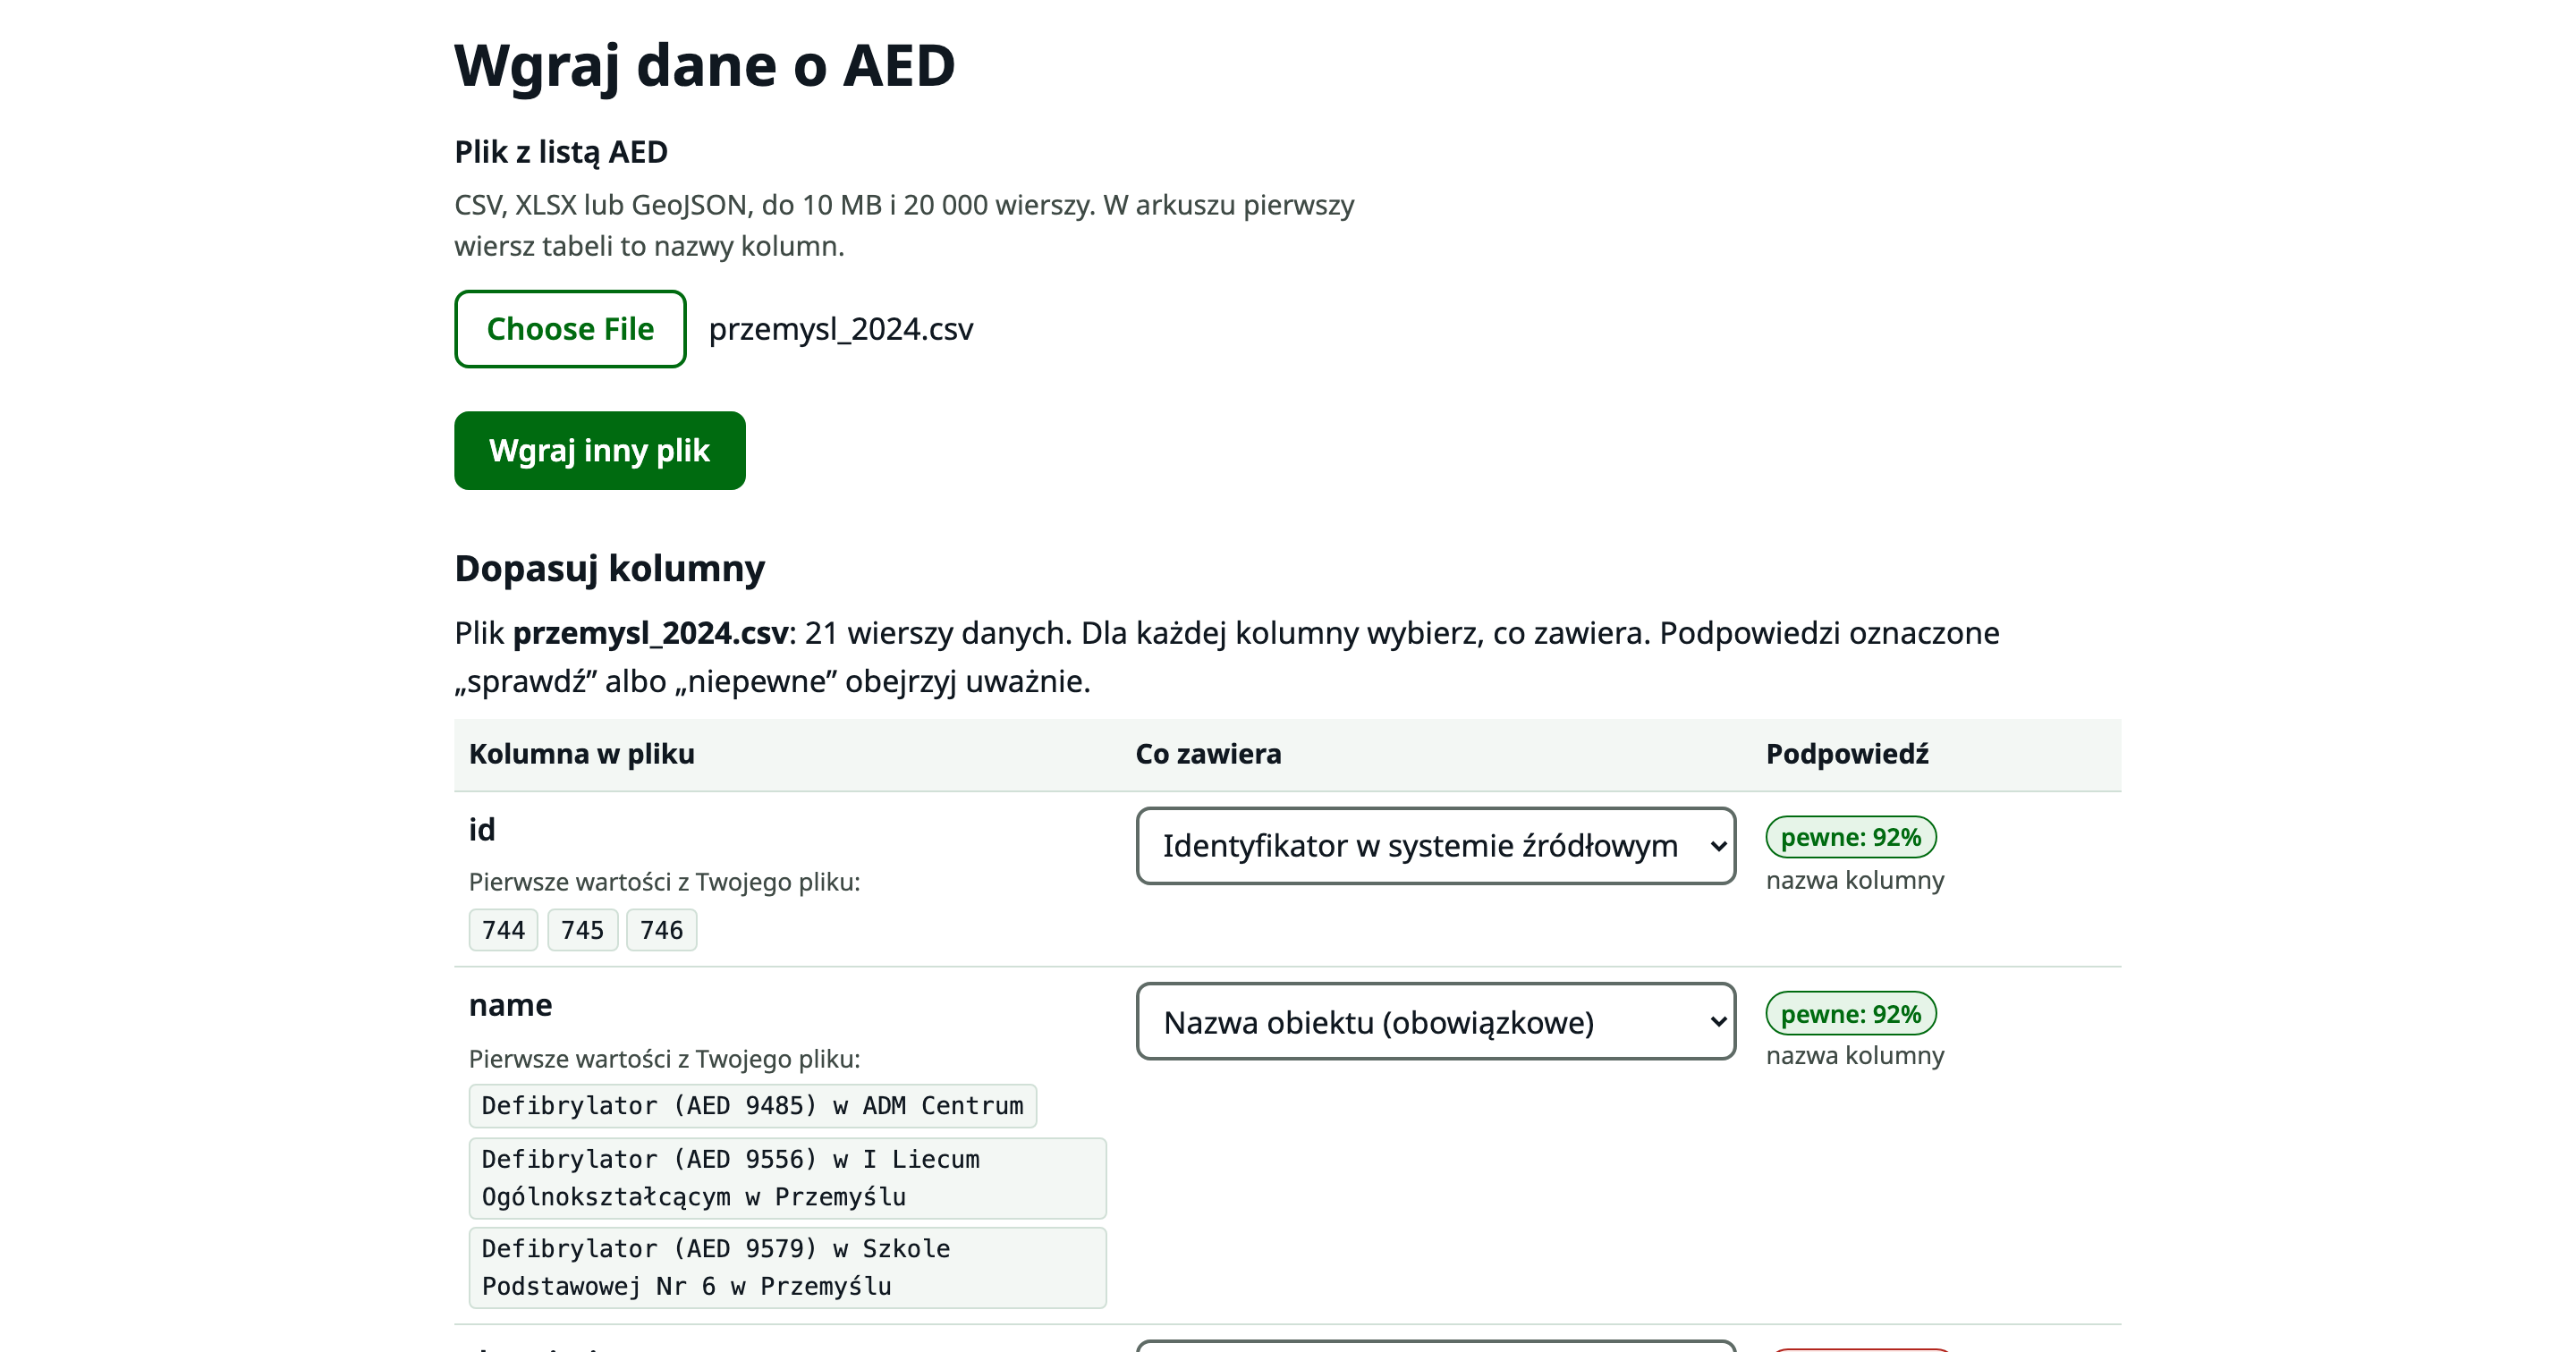 Wgraj dane o AED
Plik z listą AED
CSV, XLSX lub GeoJSON, do 10 MB i 20 000 wierszy. W arkuszu pierwszy
wiersz tabeli to nazwy kolumn.
Choose File przemysl_2024.csv
Wgraj inny plik
Dopasuj kolumny
Plik przemysl_2024.csv: 21 wierszy danych. Dla każdej kolumny wybierz, co zawiera. Podpowiedzi oznaczone
„sprawdź” albo „niepewne” obejrzyj uważnie.
Kolumna w pliku Co zawiera Podpowiedź
id Identyfikator w systemie źródłowym pewne: 92%
nazwa kolumny
Pierwsze wartości z Twojego pliku:
744 745 746
name Nazwa obiektu (obowiązkowe) pewne: 92%
nazwa kolumny
Pierwsze wartości z Twojego pliku:
Defibrylator (AED 9485) w ADM Centrum
Defibrylator (AED 9556) w I Liecum
Ogólnokształcącym w Przemyślu
Defibrylator (AED 9579) w Szkole
Podstawowej Nr 6 w Przemyślu